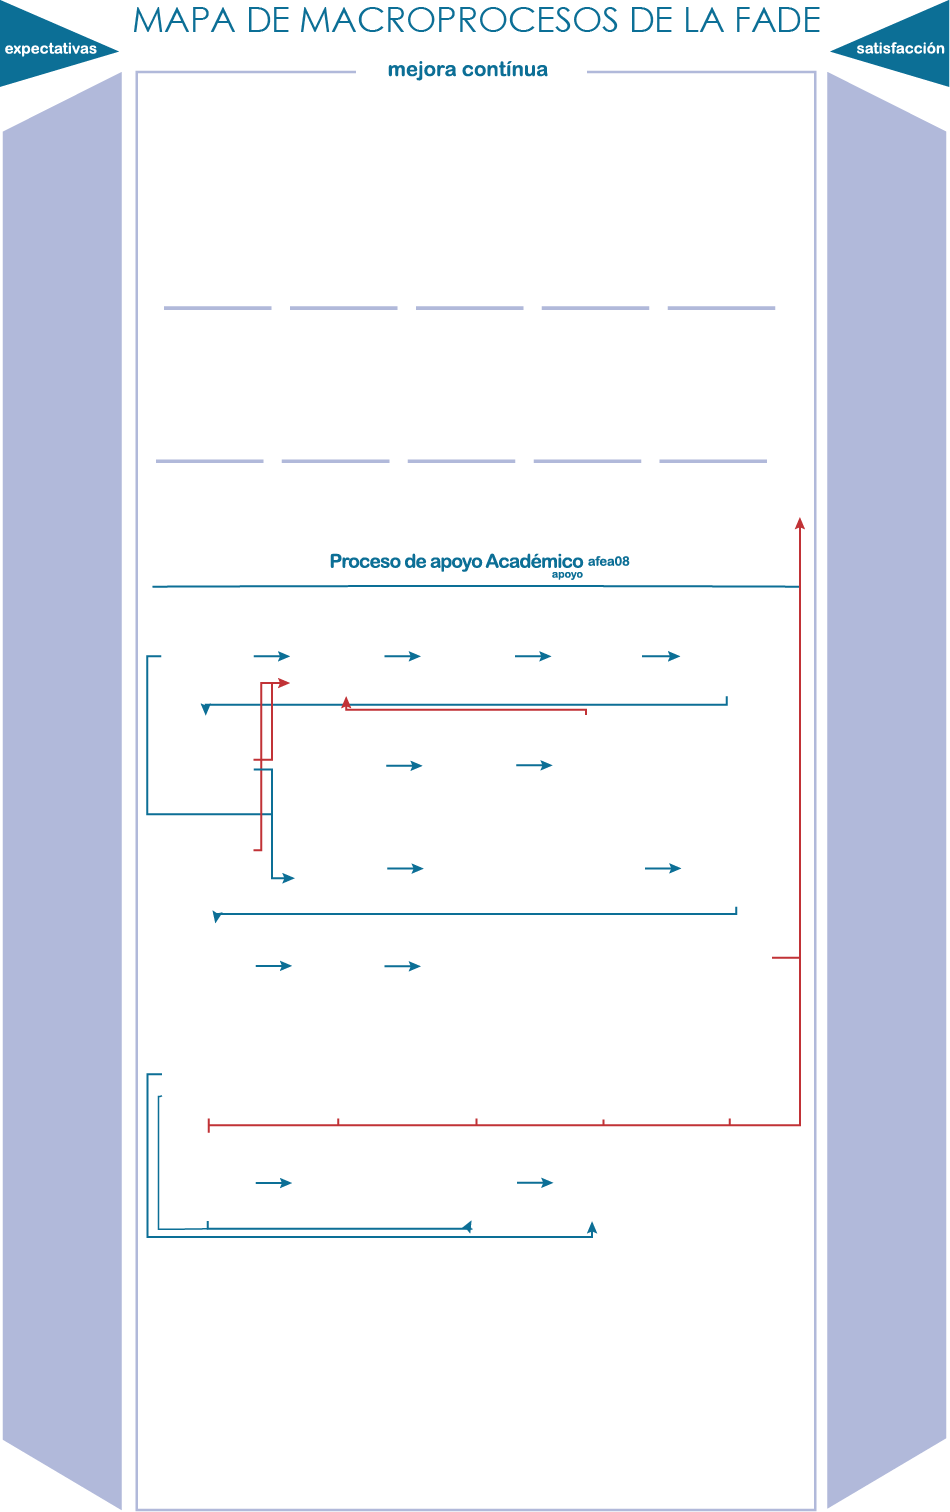 MAPA DE MACROPROCESOS DE LA FADE
expectativas
satisfacción
mejora contínua
Proceso de apoyo Académico afea08
apoyo